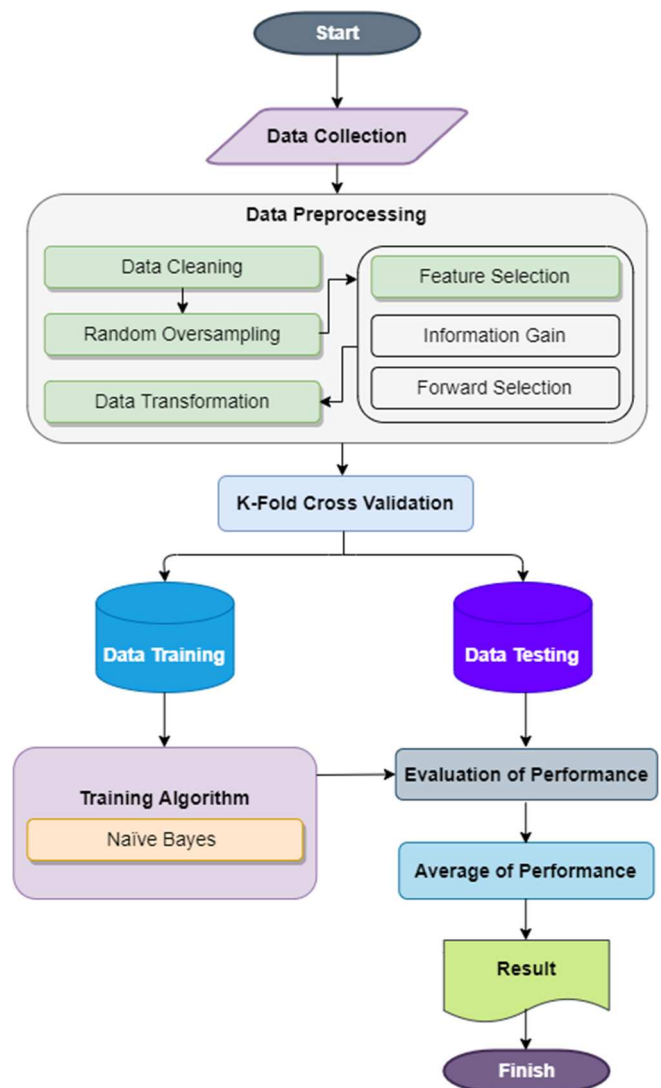 Start
Data Collection
Data Preprocessing
Data Cleaning
Random Oversampling
Data Transformation
Feature Selection
Information Gain
Forward Selection
K-Fold Cross Validation
Data Training
Data Testing
Training Algorithm
Naïve Bayes
Evaluation of Performance
Average of Performance
Result
Finish